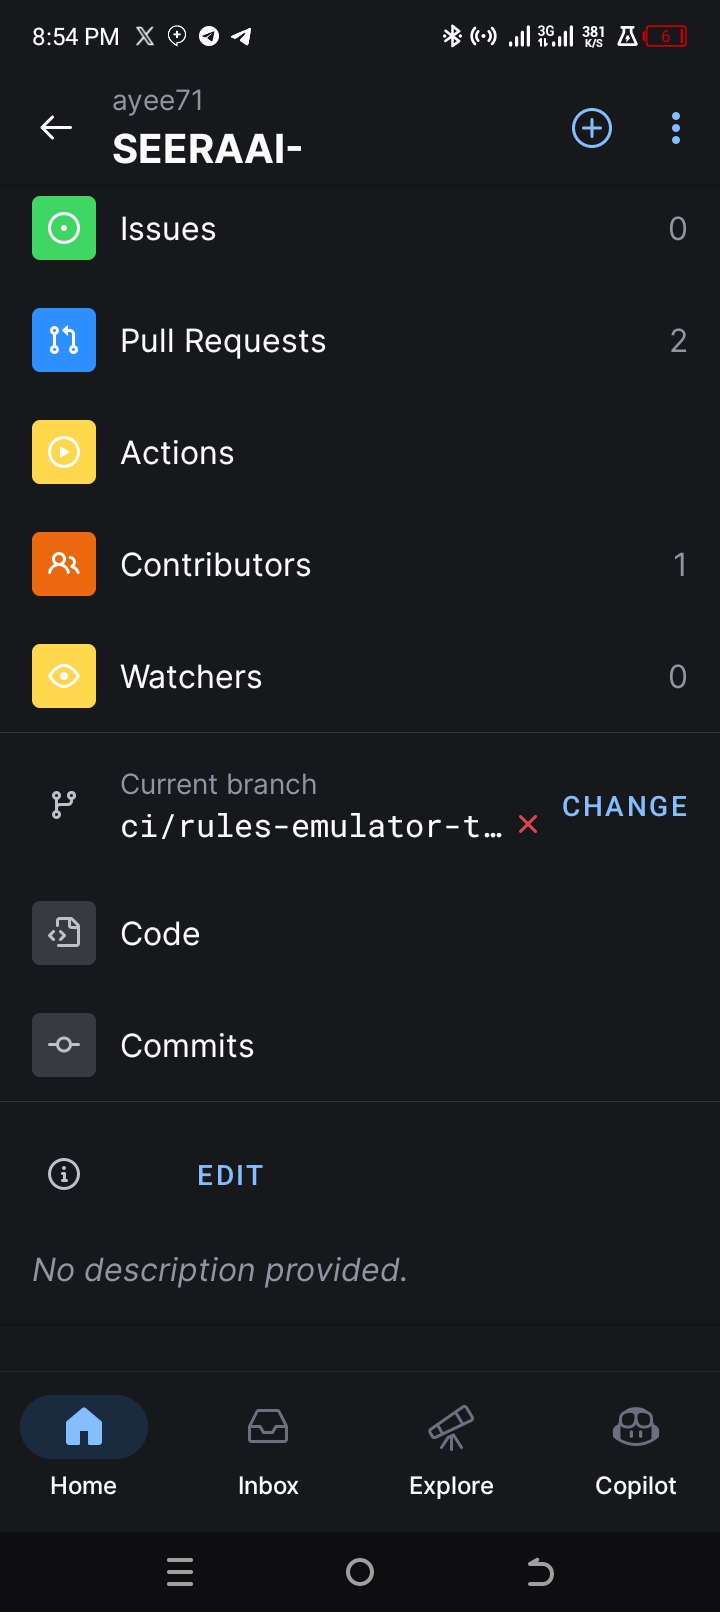 8:54 PM
3G
381
K/S
6
ayee71
SEERAAI-
Issues 0
Pull Requests 2
Actions
Contributors 1
Watchers 0
Current branch
ci/rules-emulator-t…
CHANGE
Code
Commits
EDIT
No description provided.
Home Inbox Explore Copilot